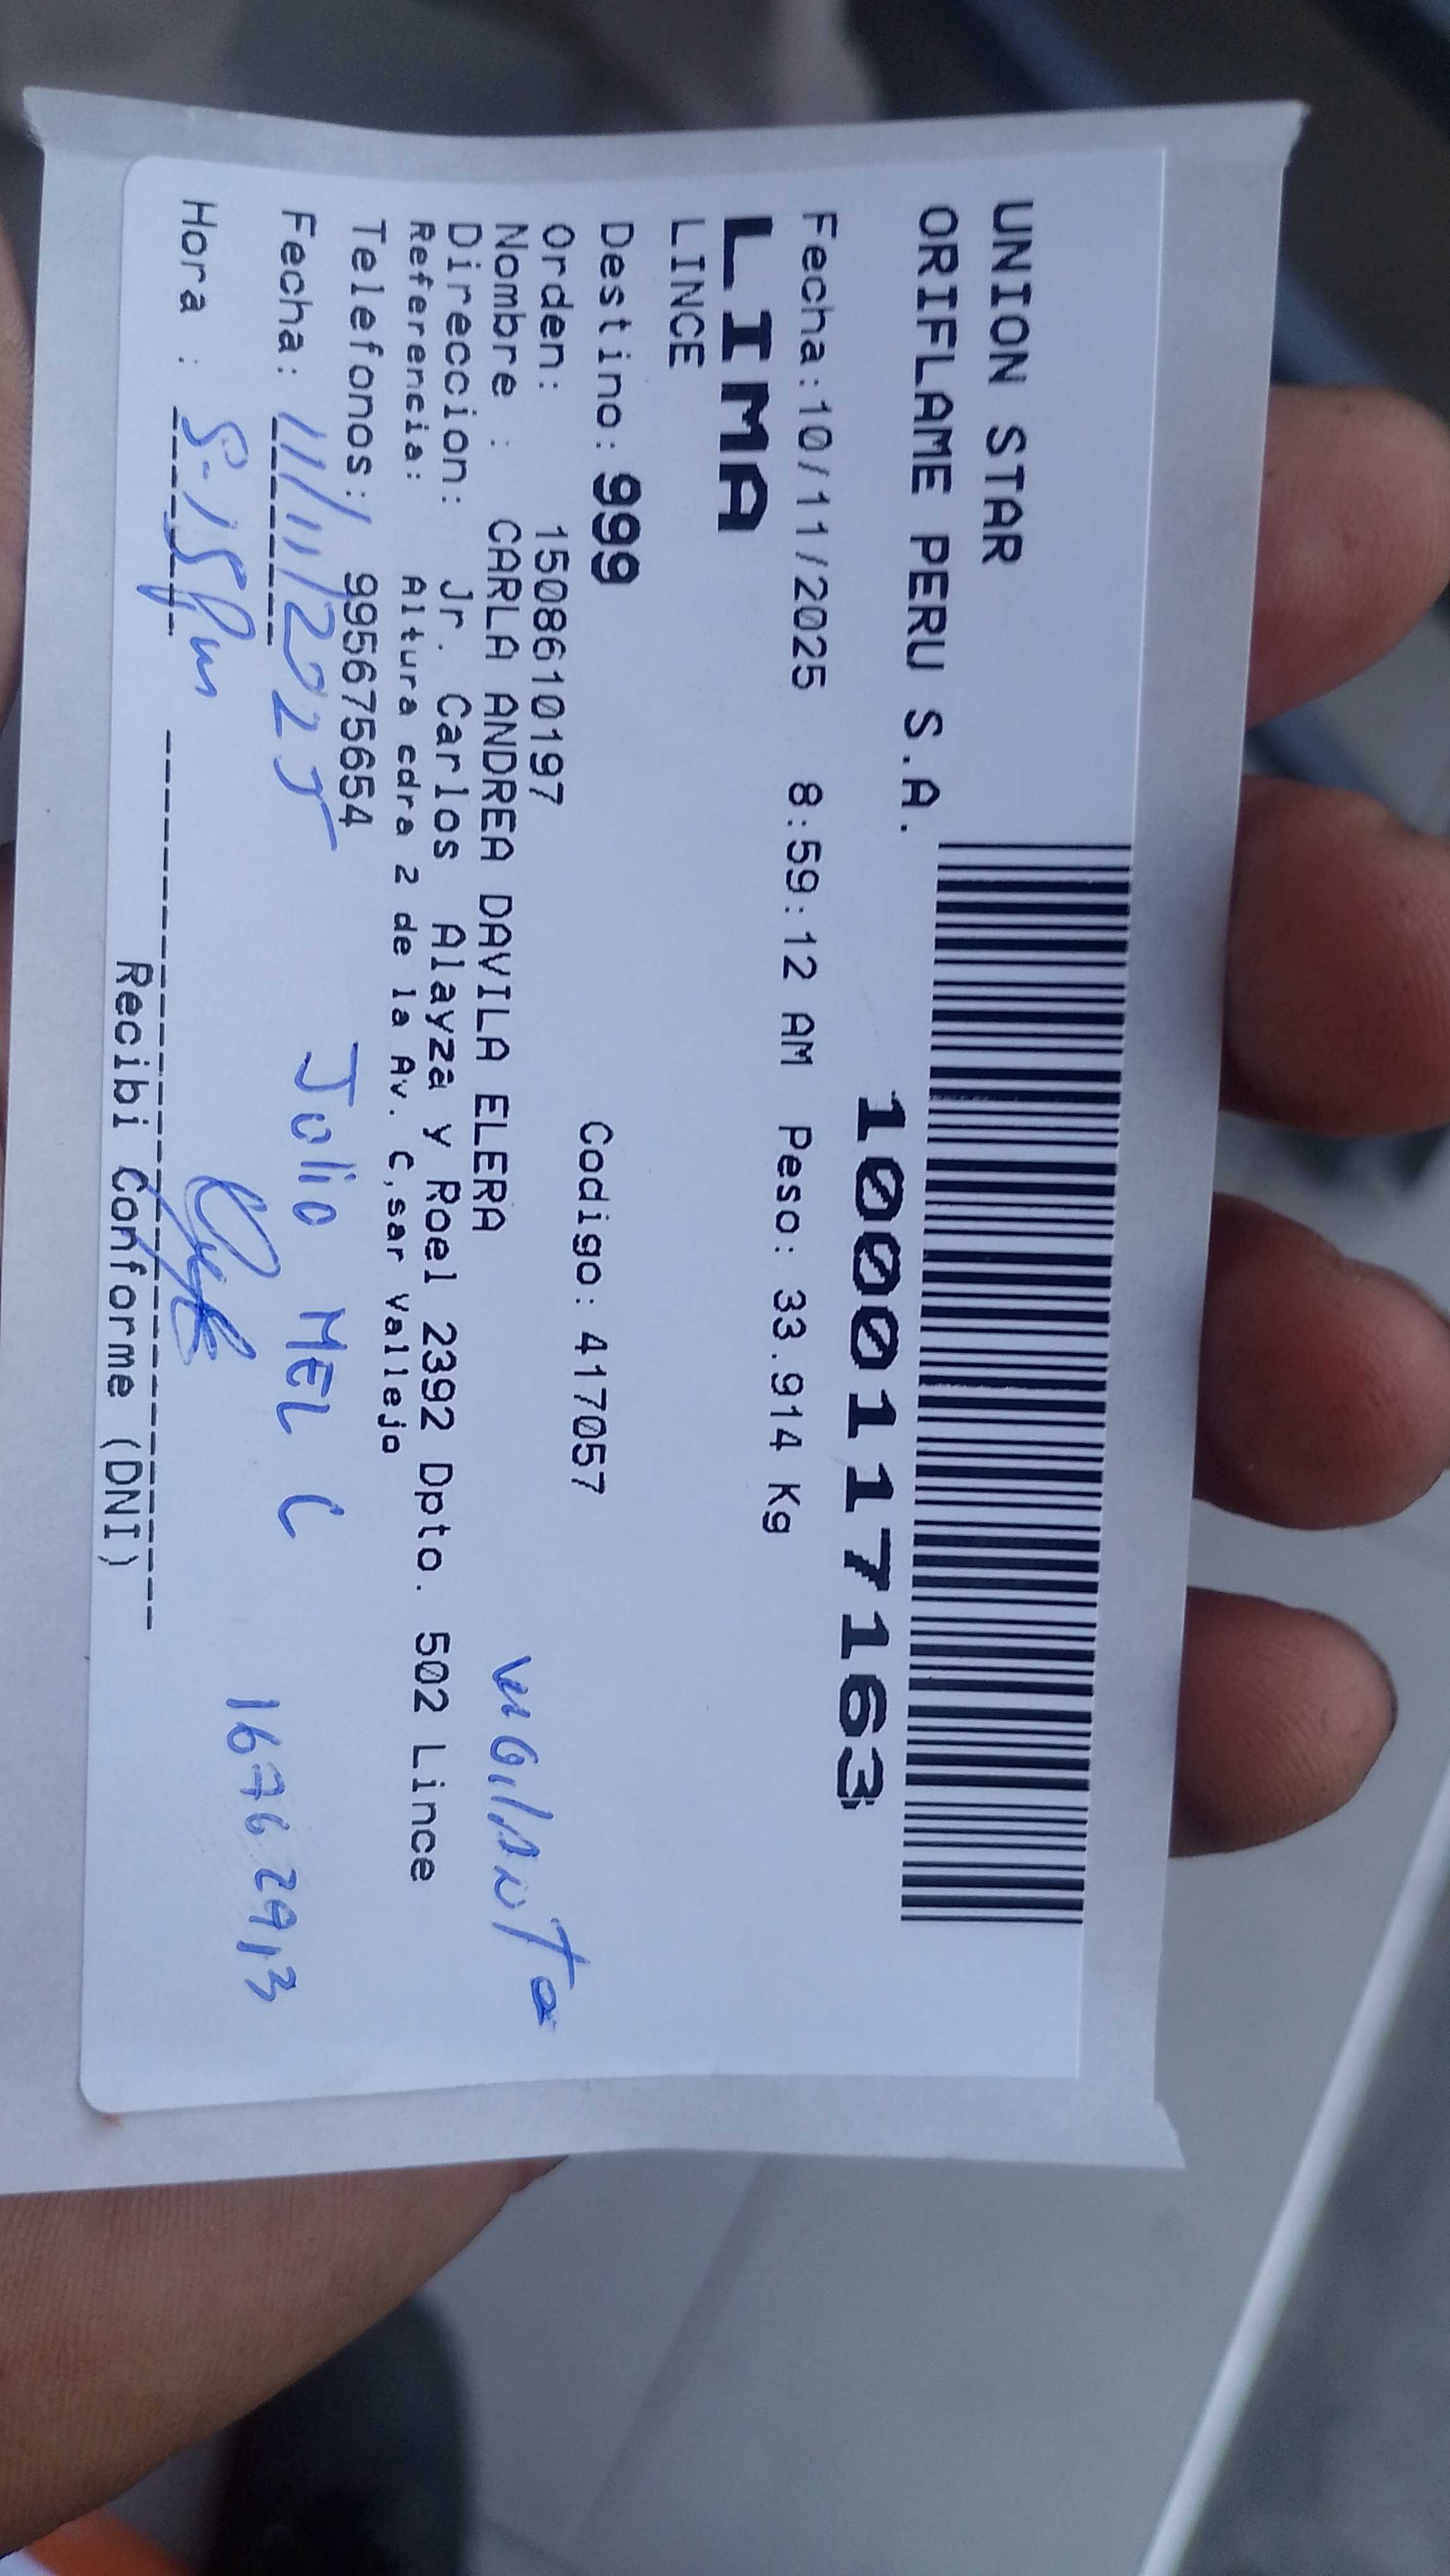 UNION STAR
ORIFLAME PERU S.A.
10001177163
Fecha:10/11/2025 8:59:12 AM Peso: 33.914 Kg
LIMA
LINCE
Destino: 999 Codigo: 417057
Orden: 1508610197
Nombre : CARLA ANDREA DAVILA ELERA
Direccion: Jr. Carlos Alayza y Roel 2392 Dpto. 502 Lince
Referencia: Altura cdra 2 de la Av. C,sar Vallejo
Telefonos:/ 995675654
Fecha: 11/11/2025 Julio MEL C
Hora : 5-15pm 16762913
Recibi Conforme (DNI)